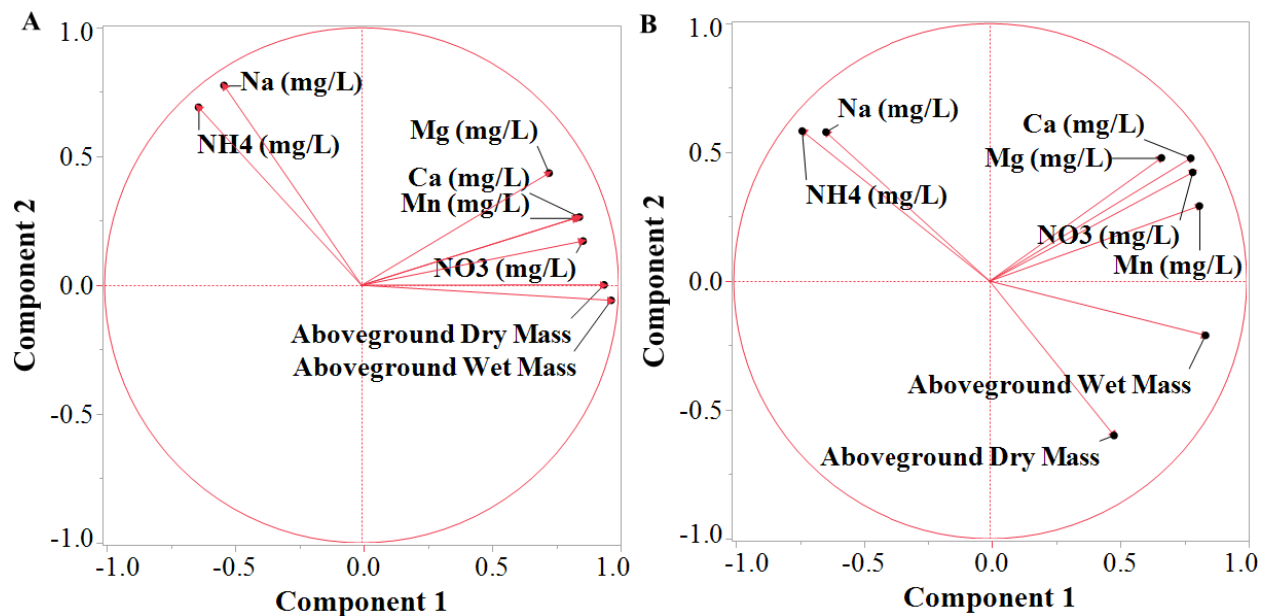 A
1.0
0.5
0.0
-0.5
-1.0
Component 2
Na (mg/L)
NH4 (mg/L)
Mg (mg/L)
Ca (mg/L)
Mn (mg/L)
NO3 (mg/L)
Aboveground Dry Mass
Aboveground Wet Mass
-1.0 -0.5 0.0 0.5 1.0
Component 1
B
1.0
0.5
0.0
-0.5
-1.0
Component 2
Na (mg/L)
NH4 (mg/L)
Ca (mg/L)
Mg (mg/L)
NO3 (mg/L)
Mn (mg/L)
Aboveground Wet Mass
Aboveground Dry Mass
-1.0 -0.5 0.0 0.5 1.0
Component 1